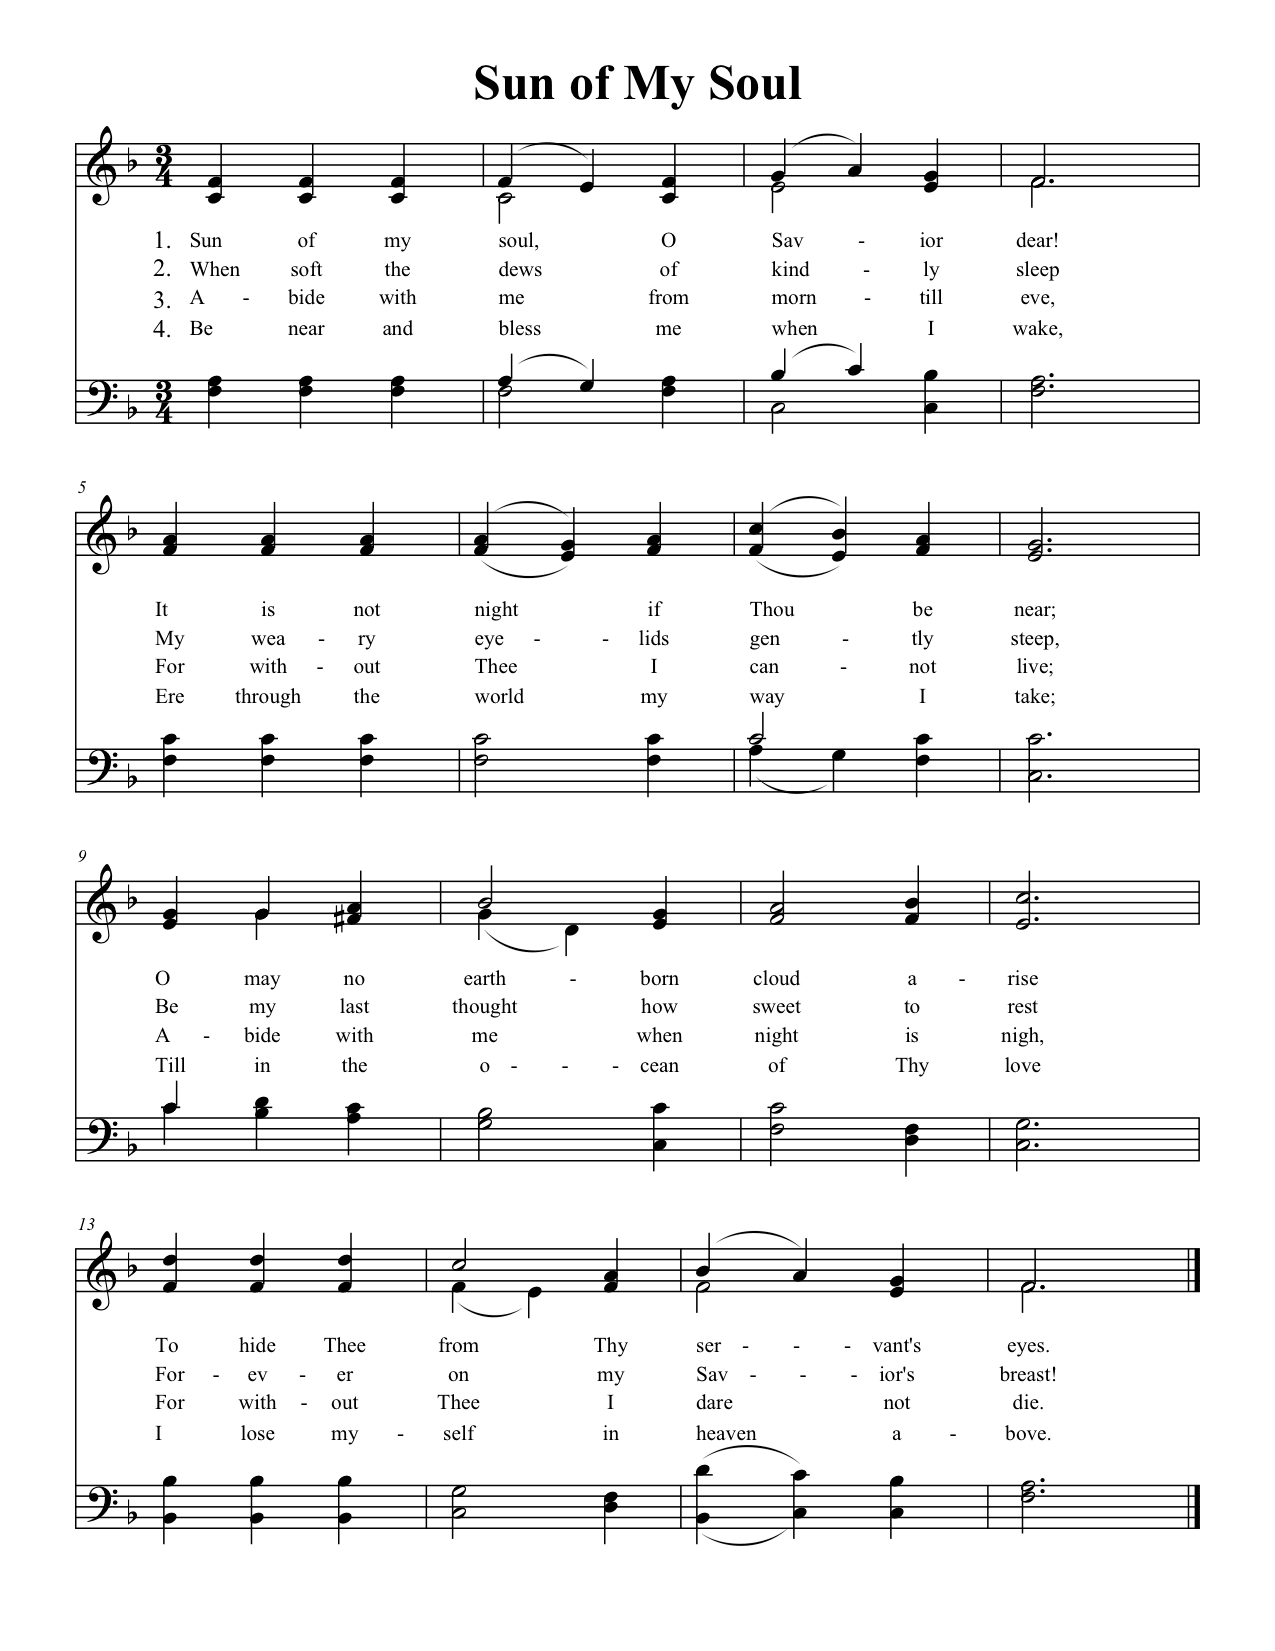 Sun of My Soul
3 4
1. Sun of my soul, O Sav - ior dear!
2. When soft the dews of kind - ly sleep
3. A - bide with me from morn - till eve,
4. Be near and bless me when I wake,
3 4
5
It is not night if Thou be near;
My wea - ry eye - - lids gen - tly steep,
For with - out Thee I can - not live;
Ere through the world my way I take;
9
O may no earth - born cloud a - rise
Be my last thought how sweet to rest
A - bide with me when night is nigh,
Till in the o - - - cean of Thy love
13
To hide Thee from Thy ser - - - vant's eyes.
For - ev - er on my Sav - - - ior's breast!
For with - out Thee I dare not die.
I lose my - self in heaven a - bove.